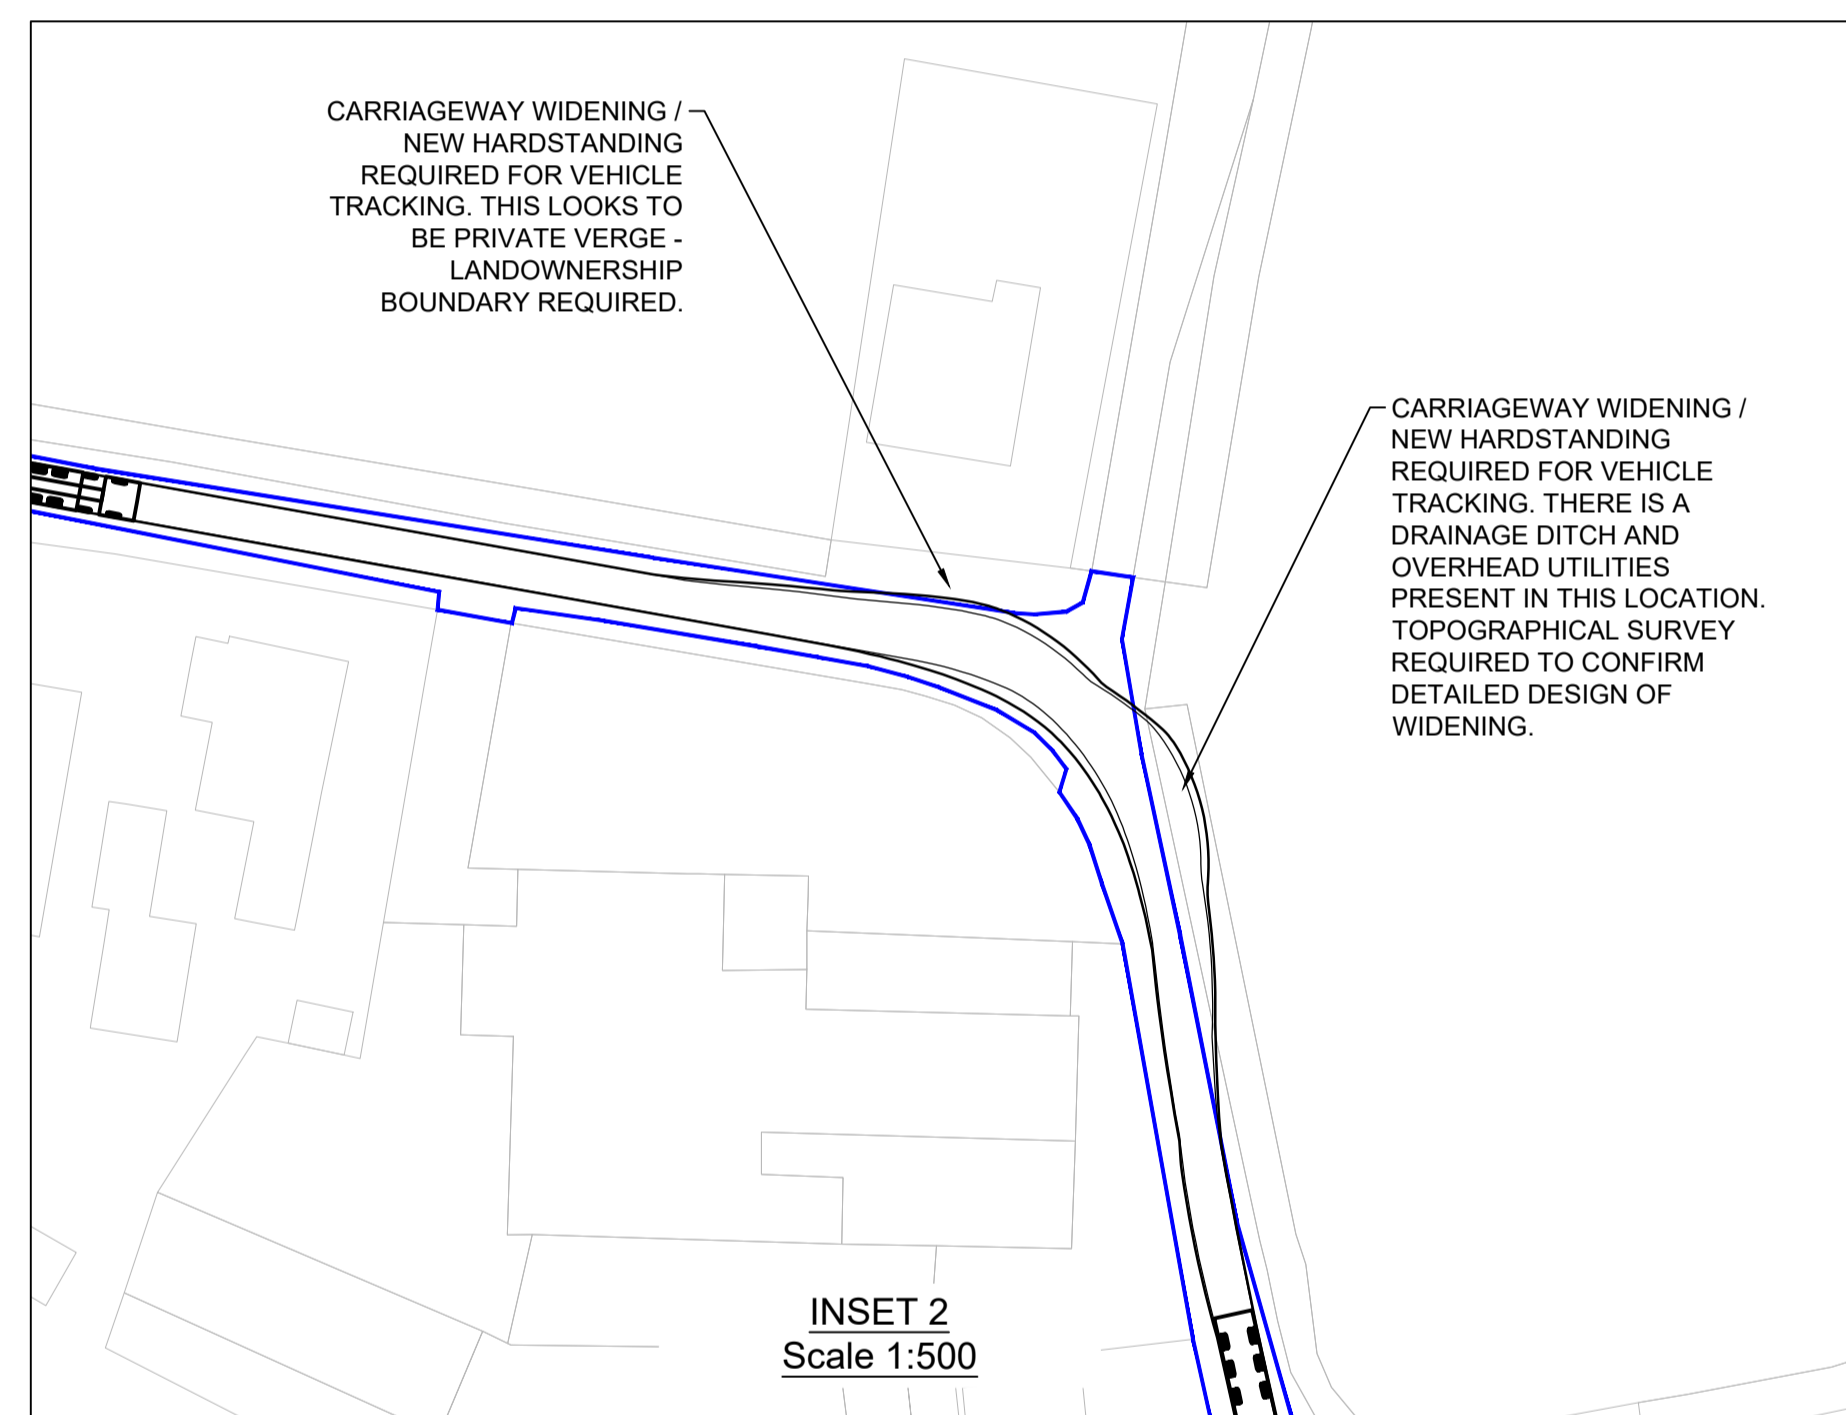 CARRIAGEWAY WIDENING /
NEW HARDSTANDING
REQUIRED FOR VEHICLE
TRACKING. THIS LOOKS TO
BE PRIVATE VERGE -
LANDOWNERSHIP
BOUNDARY REQUIRED.
CARRIAGEWAY WIDENING /
NEW HARDSTANDING
REQUIRED FOR VEHICLE
TRACKING. THERE IS A
DRAINAGE DITCH AND
OVERHEAD UTILITIES
PRESENT IN THIS LOCATION.
TOPOGRAPHICAL SURVEY
REQUIRED TO CONFIRM
DETAILED DESIGN OF
WIDENING.
INSET 2
Scale 1:500